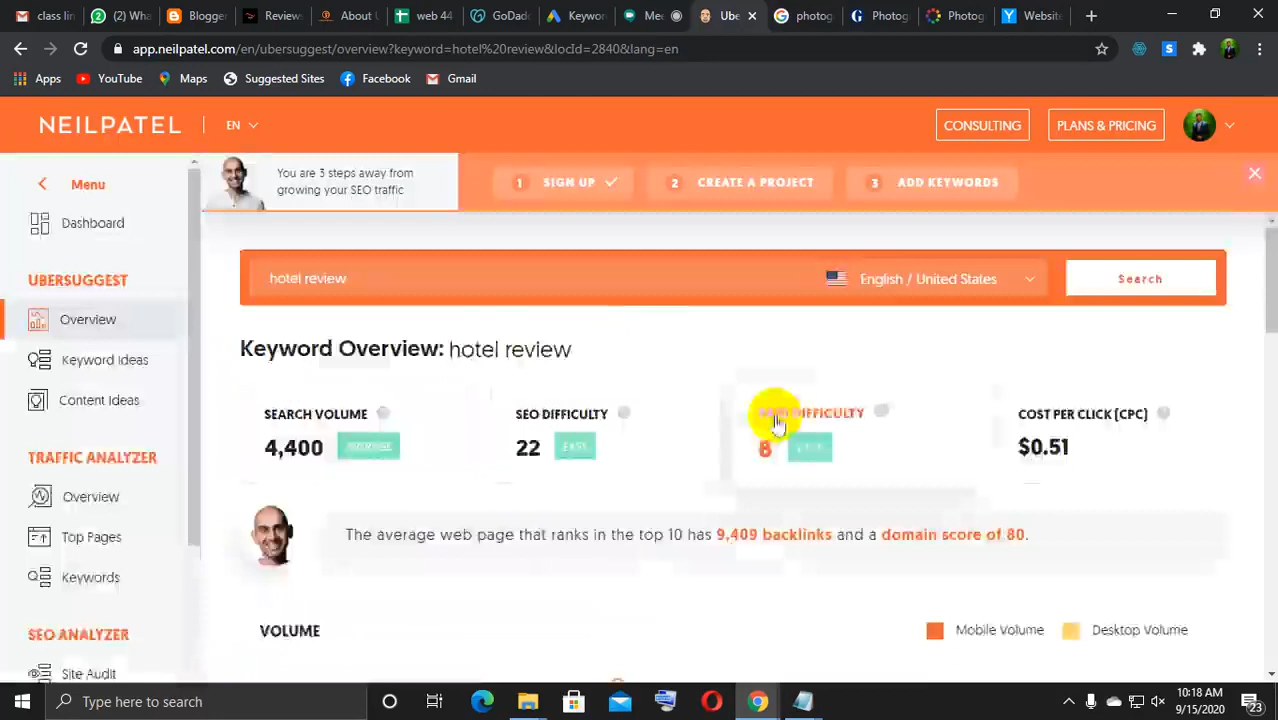 class lin
(2) Wha
Blogger
Reviews
About U
web 44
GoDadd
Keyword
Mee
Ube
photog
Photog
Photog
Website
app.neilpatel.com/en/ubersuggest/overview?keyword=hotel%20review&locId=2840&lang=en
Apps YouTube Maps Suggested Sites Facebook Gmail
NEILPATEL EN CONSULTING PLANS & PRICING
Menu
You are 3 steps away from
growing your SEO traffic
1 SIGN UP 2 CREATE A PROJECT 3 ADD KEYWORDS
Dashboard
UBERSUGGEST
Overview
Keyword Ideas
Content Ideas
TRAFFIC ANALYZER
Overview
Top Pages
Keywords
SEO ANALYZER
Site Audit
hotel review English / United States Search
Keyword Overview: hotel review
SEARCH VOLUME SEO DIFFICULTY DIFFICULTY COST PER CLICK (CPC)
4,400 22 EASY 8 $0.51
The average web page that ranks in the top 10 has 9,409 backlinks and a domain score of 80.
VOLUME Mobile Volume Desktop Volume
Type here to search
10:18 AM
9/15/2020
23